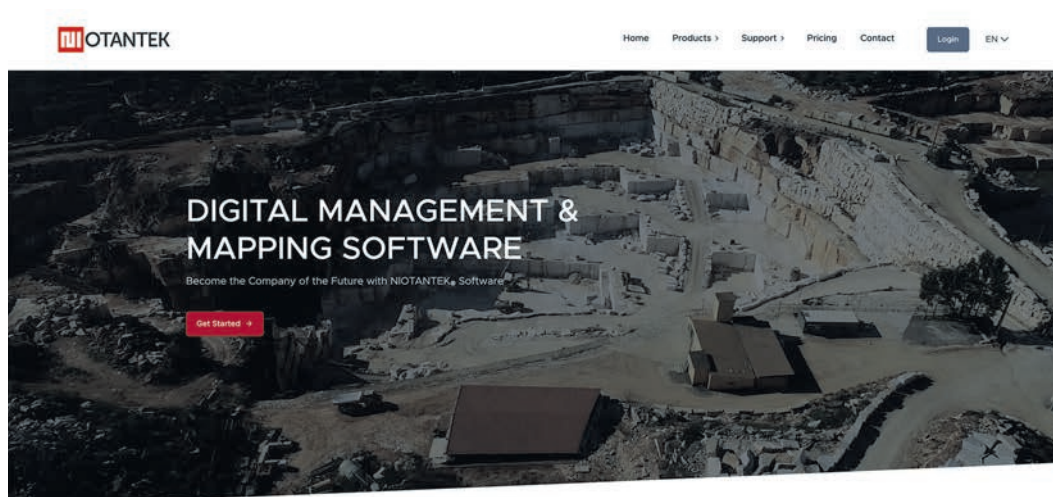 NIOTANTEK
Home Products > Support > Pricing Contact Login EN
DIGITAL MANAGEMENT &
MAPPING SOFTWARE
Become the Company of the Future with NIOTANTEK® Software
Get Started →